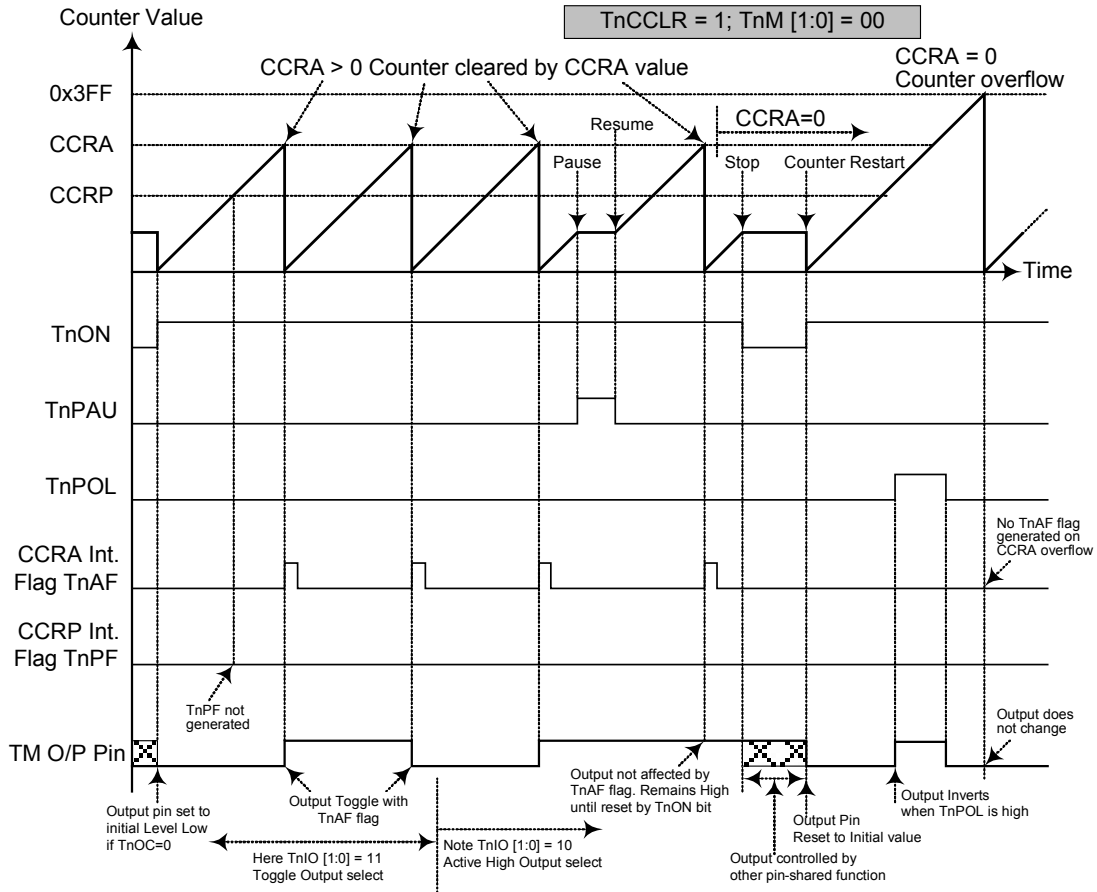 Counter Value
TnCCLR = 1; TnM [1:0] = 00
CCRA > 0 Counter cleared by CCRA value
CCRA = 0
Counter overflow
0x3FF
CCRA=0
Resume
CCRA
Pause
Stop
Counter Restart
CCRP
Time
TnON
TnPAU
TnPOL
No TnAF flag
generated on
CCRA overflow
CCRA Int.
Flag TnAF
CCRP Int.
Flag TnPF
TnPF not
generated
Output does
not change
TM O/P Pin
Output pin set to
initial Level Low
if TnOC=0
Output Toggle with
TnAF flag
Output not affected by
TnAF flag. Remains High
until reset by TnON bit
Output Pin
Reset to Initial value
Output Inverts
when TnPOL is high
Here TnIO [1:0] = 11
Toggle Output select
Note TnIO [1:0] = 10
Active High Output select
Output controlled by
other pin-shared function